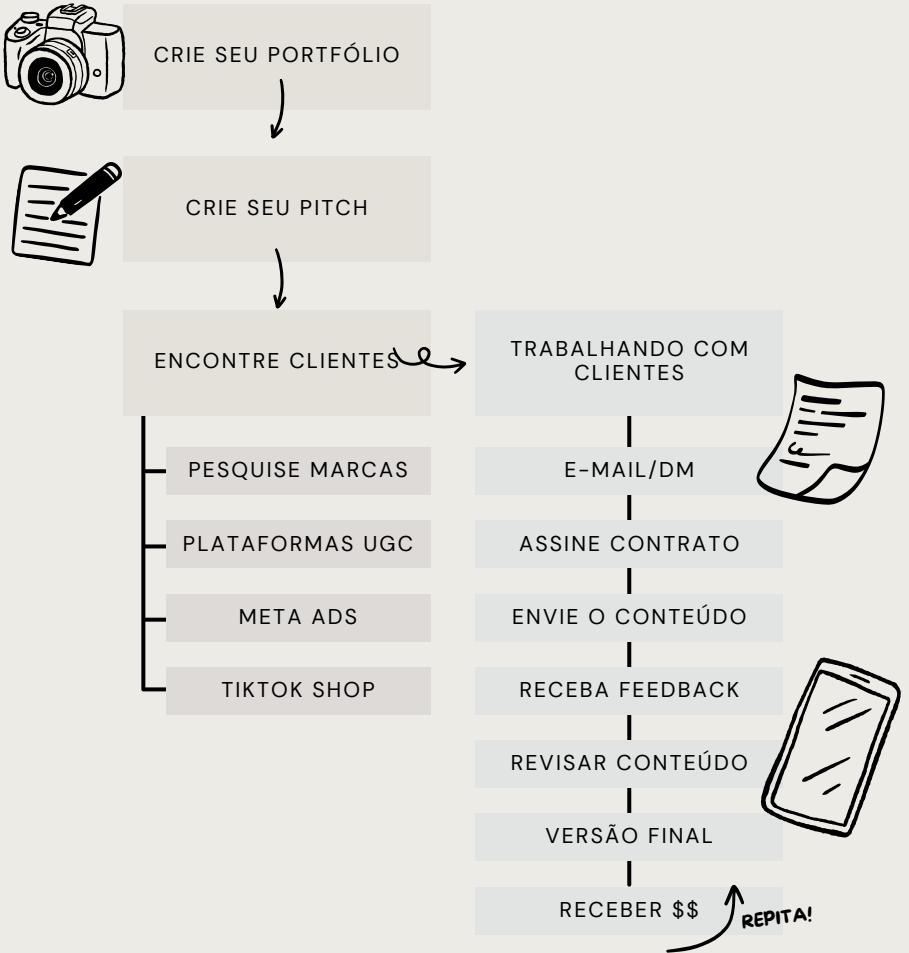 CRIE SEU PORTFÓLIO
CRIE SEU PITCH
ENCONTRE CLIENTES
PESQUISE MARCAS
PLATAFORMAS UGC
META ADS
TIKTOK SHOP
TRABALHANDO COM
CLIENTES
E-MAIL/DM
ASSINE CONTRATO
ENVIE O CONTEÚDO
RECEBA FEEDBACK
REVISAR CONTEÚDO
VERSÃO FINAL
RECEBER $$
REPITA!